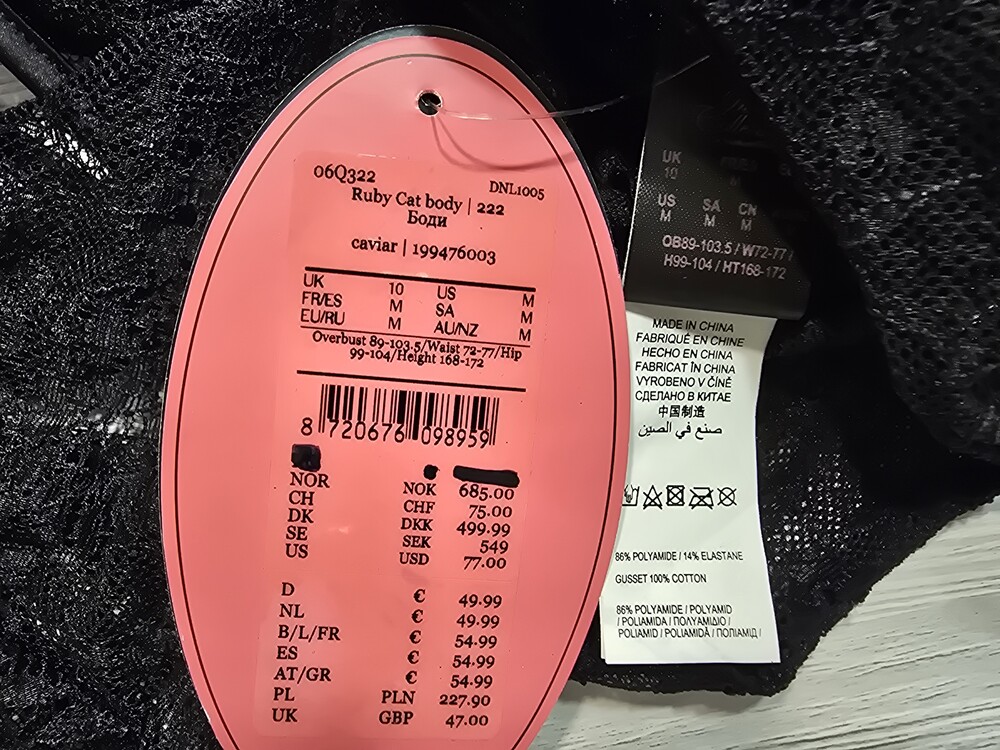 06Q322
DNL1005
Ruby Cat body | 222
Боди
caviar | 199476003
UK 10 US M
FR/ES M SA M
EU/RU M AU/NZ M
Overbust 89-103.5/Waist 72-77/Hip
99-104/Height 168-172
8 720676 098959
NOR NOK 685.00
CH CHF 75.00
DK DKK 499.99
SE SEK 549
US USD 77.00
D € 49.99
NL € 49.99
B/L/FR € 54.99
ES € 54.99
AT/GR € 54.99
PL PLN 227.90
UK GBP 47.00
UK
10
US SA CN
M M M
OB89-103.5 / W72-77 /
H99-104 / HT168-172
MADE IN CHINA
FABRIQUÉ EN CHINE
HECHO EN CHINA
FABRICAT ÎN CHINA
VYROBENO V ČÍNĚ
СДЕЛАНО В КИТАЕ
中国制造
صنع في الصين
86% POLYAMIDE / 14% ELASTANE
GUSSET 100% COTTON
86% POLYAMIDE / POLYAMID
/ POLIAMIDA / ΠΟΛΥΑΜΙΔΙΟ /
POLIAMID / POLIAMIDĂ / ПОЛІАМІД /